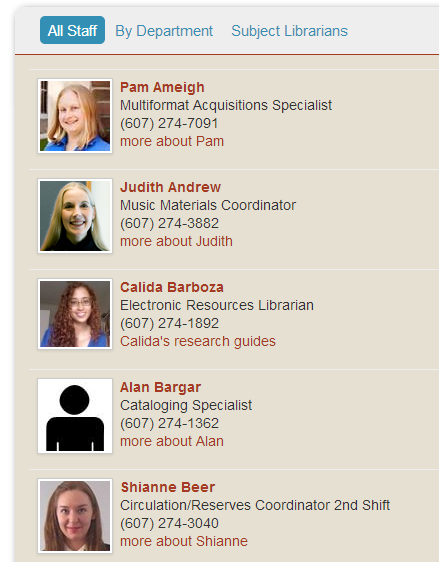 All Staff By Department Subject Librarians
Pam Ameigh
Multiformat Acquisitions Specialist
(607) 274-7091
more about Pam
Judith Andrew
Music Materials Coordinator
(607) 274-3882
more about Judith
Calida Barboza
Electronic Resources Librarian
(607) 274-1892
Calida's research guides
Alan Bargar
Cataloging Specialist
(607) 274-1362
more about Alan
Shianne Beer
Circulation/Reserves Coordinator 2nd Shift
(607) 274-3040
more about Shianne